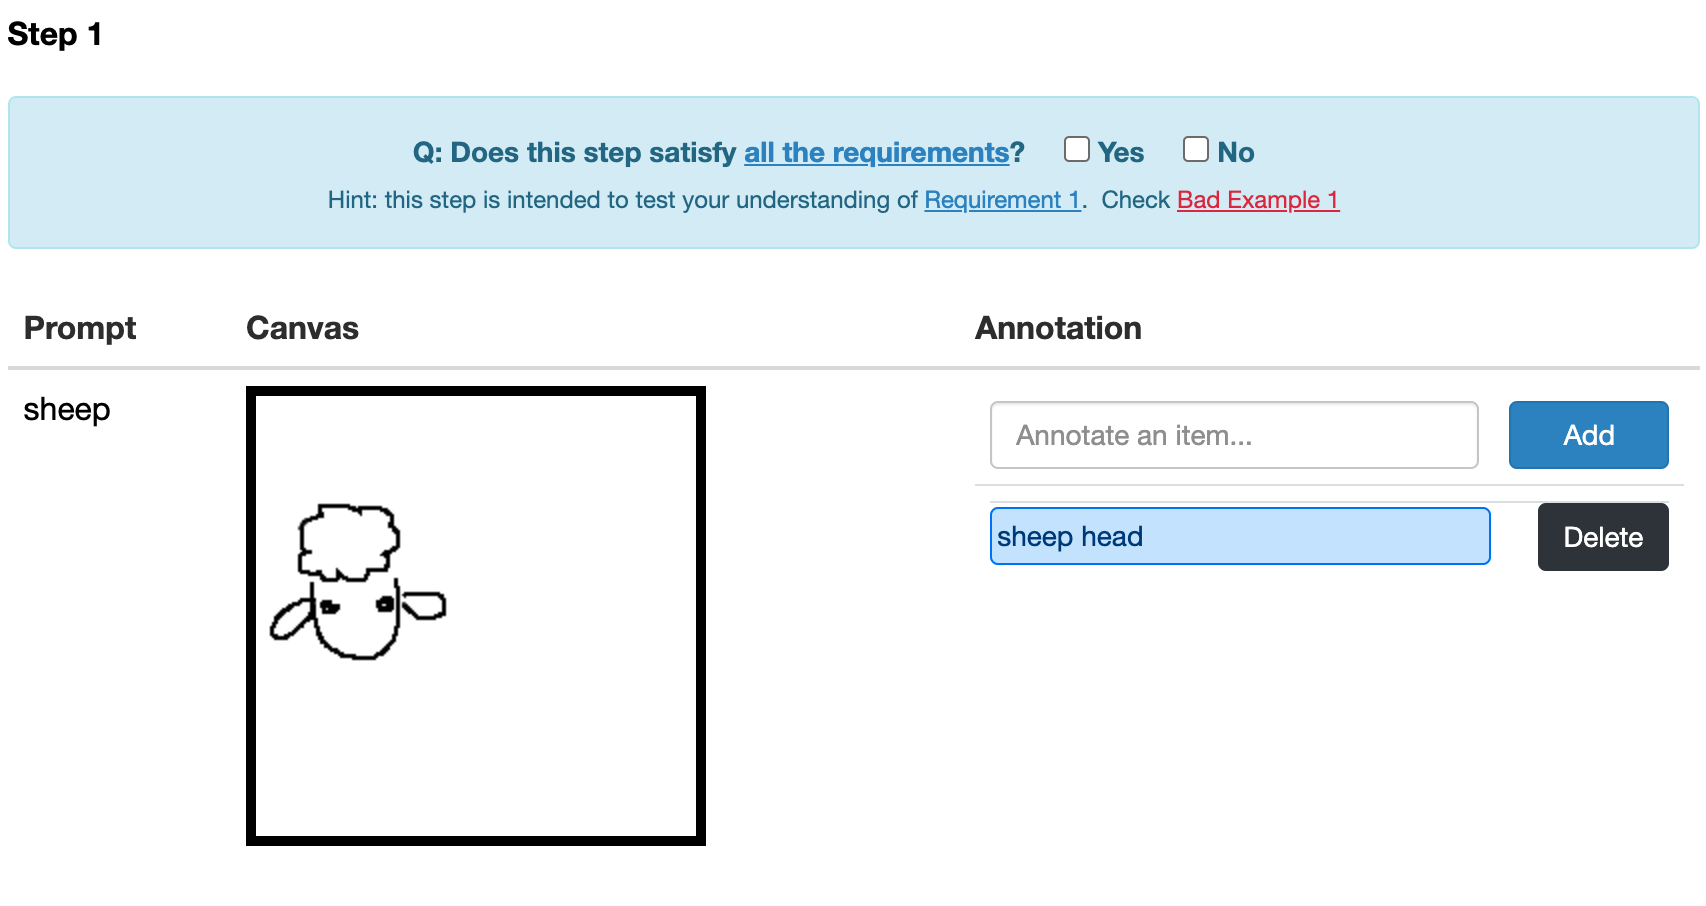 Step 1
Q: Does this step satisfy all the requirements? Yes No
Hint: this step is intended to test your understanding of Requirement 1. Check Bad Example 1
Prompt Canvas Annotation
sheep
Annotate an item... Add
sheep head Delete